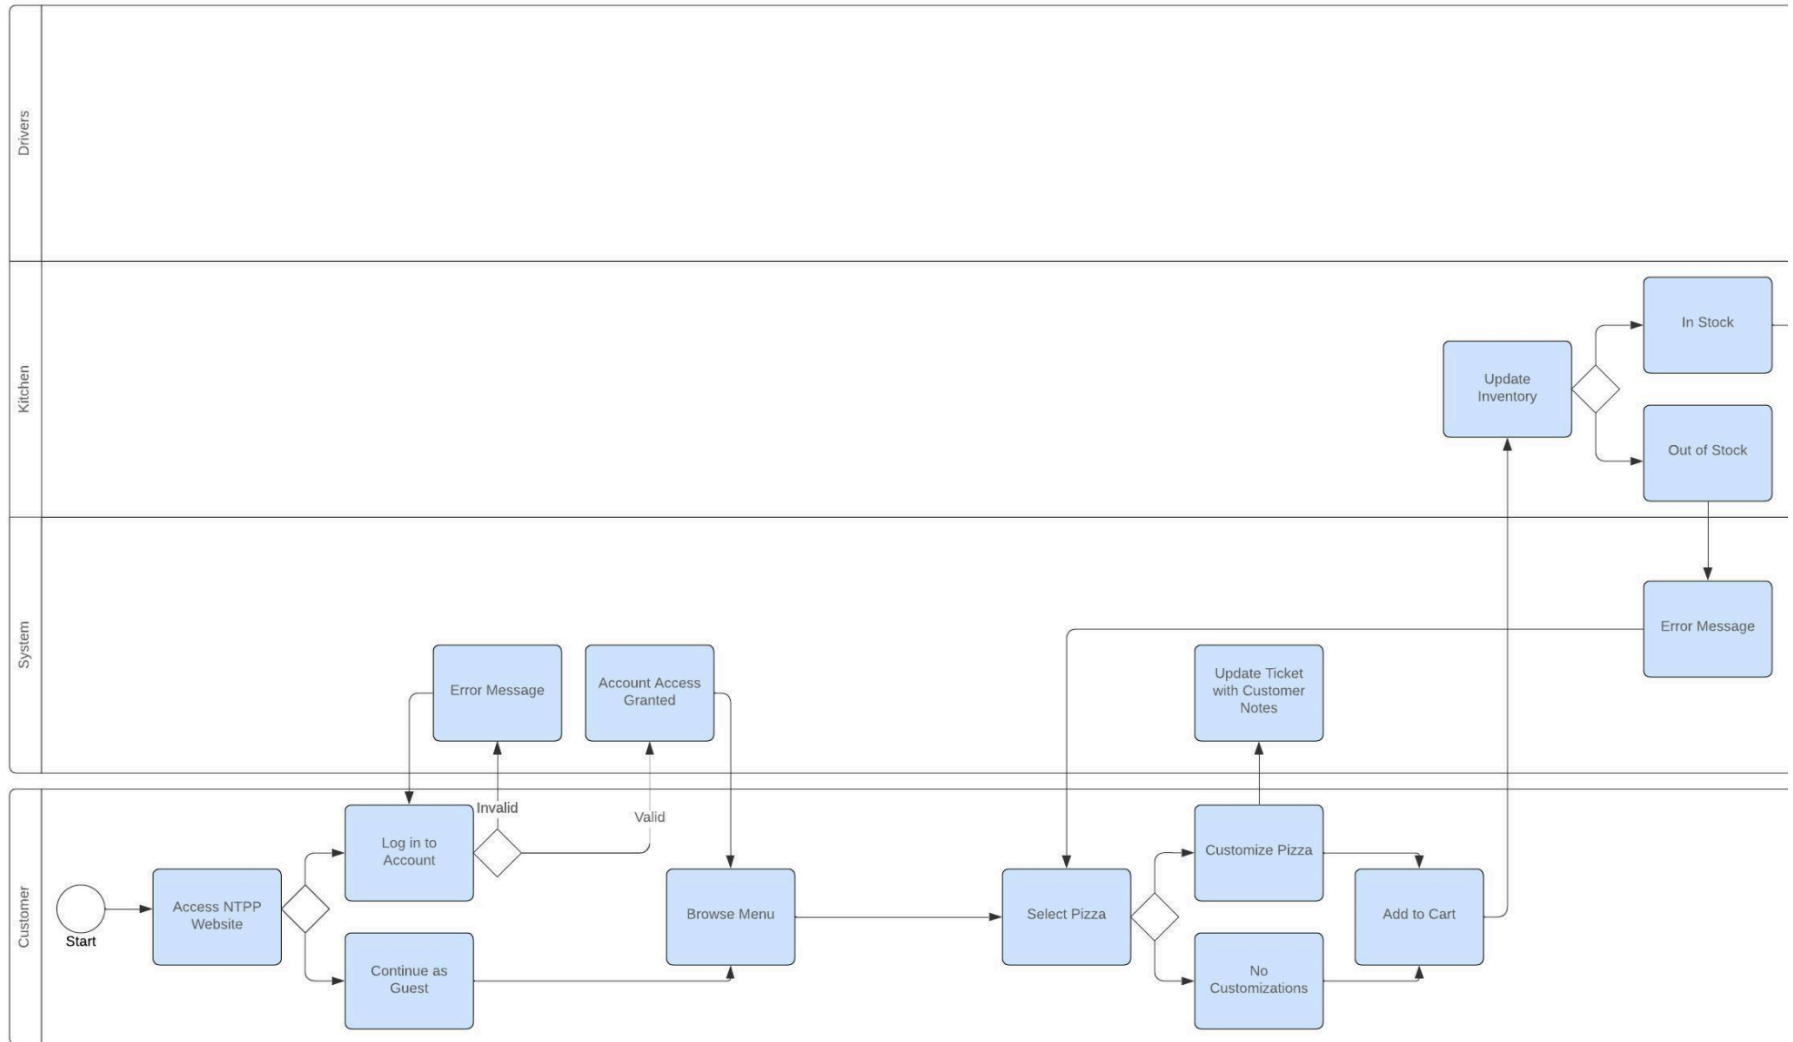 Drivers
Kitchen
In Stock
Update
Inventory
Out of Stock
System
Error Message
Error Message
Account Access
Granted
Update Ticket
with Customer
Notes
Customer
Invalid
Valid
Log in to
Account
Customize Pizza
Access NTPP
Website
Start
Browse Menu
Select Pizza
Add to Cart
Continue as
Guest
No
Customizations